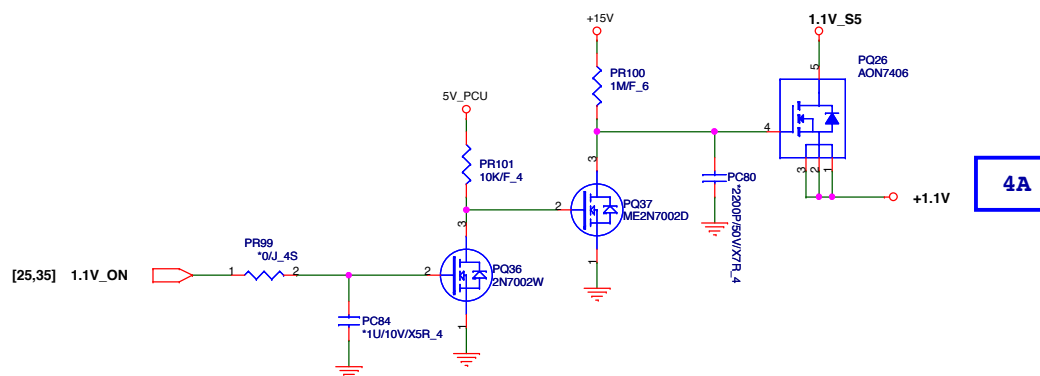 +15V
1.1V_S5
PR100
1M/F_6
5
PQ26
AON7406
5V_PCU
4
3
2
1
PR101
10K/F_4
3
PC80
*2200P/50V/X7R_4
4A
+1.1V
2
PQ37
ME2N7002D
3
1
PR99
*0/J_4S
[25,35] 1.1V_ON
1
2
2
PQ36
2N7002W
PC84
*1U/10V/X5R_4
1